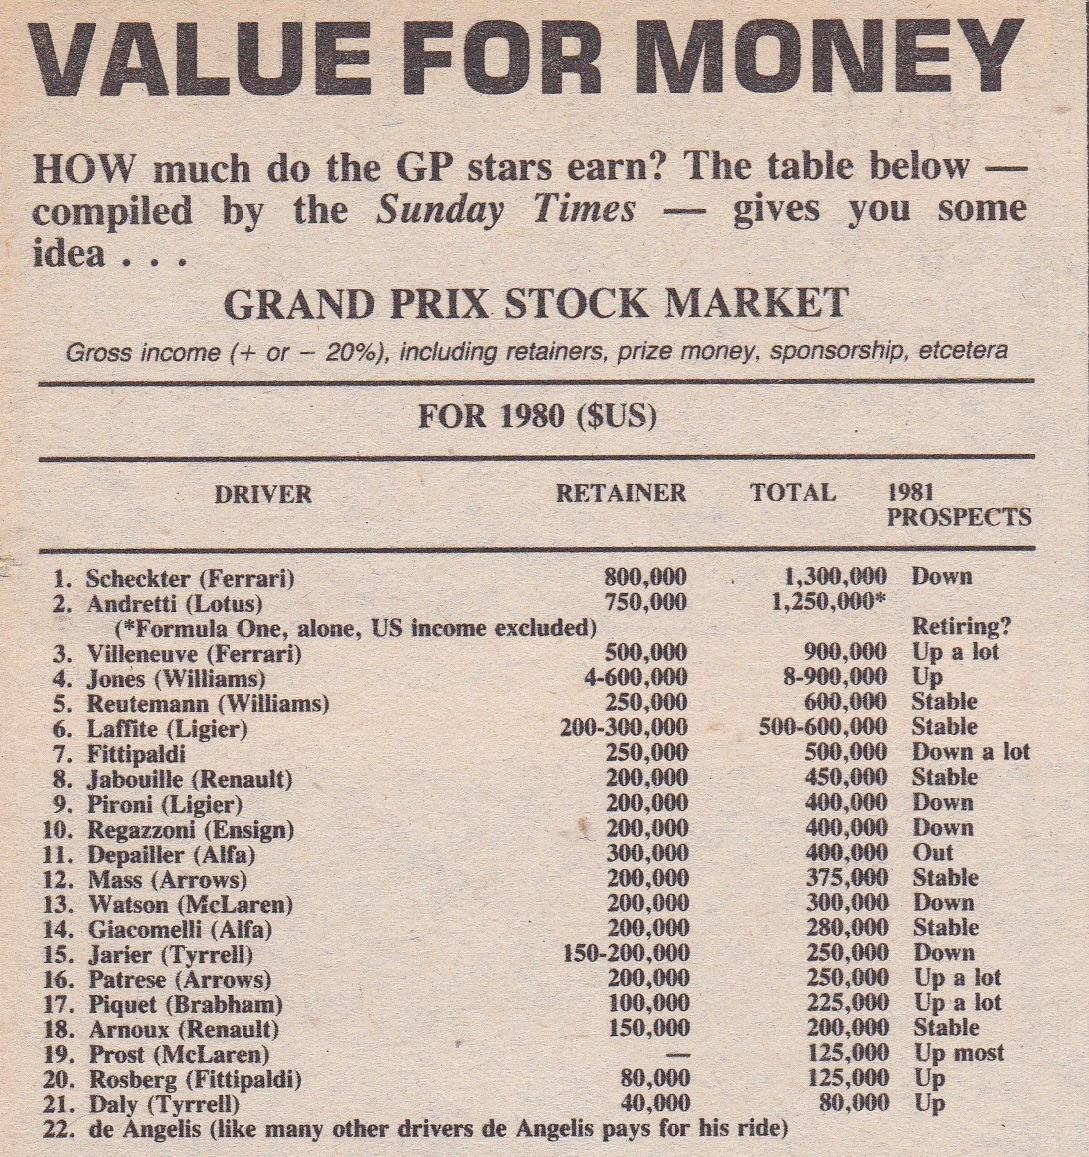 VALUE FOR MONEY
HOW much do the GP stars earn? The table below —
compiled by the Sunday Times — gives you some
idea . . .
GRAND PRIX STOCK MARKET
Gross income (+ or − 20%), including retainers, prize money, sponsorship, etcetera
FOR 1980 ($US)
DRIVER RETAINER TOTAL 1981
PROSPECTS
1. Scheckter (Ferrari) 800,000 1,300,000 Down
2. Andretti (Lotus) 750,000 1,250,000*
(*Formula One, alone, US income excluded) Retiring?
3. Villeneuve (Ferrari) 500,000 900,000 Up a lot
4. Jones (Williams) 4-600,000 8-900,000 Up
5. Reutemann (Williams) 250,000 600,000 Stable
6. Laffite (Ligier) 200-300,000 500-600,000 Stable
7. Fittipaldi 250,000 500,000 Down a lot
8. Jabouille (Renault) 200,000 450,000 Stable
9. Pironi (Ligier) 200,000 400,000 Down
10. Regazzoni (Ensign) 200,000 400,000 Down
11. Depailler (Alfa) 300,000 400,000 Out
12. Mass (Arrows) 200,000 375,000 Stable
13. Watson (McLaren) 200,000 300,000 Down
14. Giacomelli (Alfa) 200,000 280,000 Stable
15. Jarier (Tyrrell) 150-200,000 250,000 Down
16. Patrese (Arrows) 200,000 250,000 Up a lot
17. Piquet (Brabham) 100,000 225,000 Up a lot
18. Arnoux (Renault) 150,000 200,000 Stable
19. Prost (McLaren) — 125,000 Up most
20. Rosberg (Fittipaldi) 80,000 125,000 Up
21. Daly (Tyrrell) 40,000 80,000 Up
22. de Angelis (like many other drivers de Angelis pays for his ride)